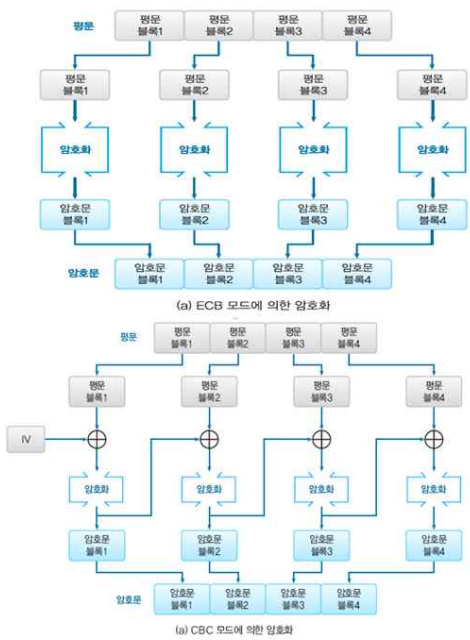 평문
평문 평문 평문 평문
블록1 블록2 블록3 블록4
평문 평문 평문 평문
블록1 블록2 블록3 블록4
암호화 암호화 암호화 암호화
암호문 암호문 암호문 암호문
블록1 블록2 블록3 블록4
암호문
암호문 암호문 암호문 암호문
블록1 블록2 블록3 블록4
(a) ECB 모드에 의한 암호화
평문
평문 평문 평문 평문
블록1 블록2 블록3 블록4
평문 평문 평문 평문
블록1 블록2 블록3 블록4
IV
암호화 암호화 암호화 암호화
암호문 암호문 암호문 암호문
블록1 블록2 블록3 블록4
암호문
암호문 암호문 암호문 암호문
블록1 블록2 블록3 블록4
(a) CBC 모드에 의한 암호화